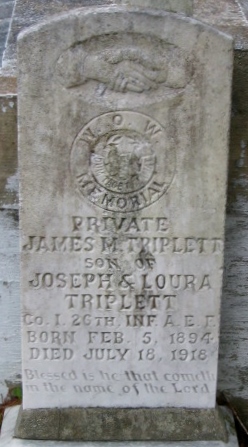 W.O.W.
MEMORIAL
PRIVATE
JAMES M. TRIPLETT
SON OF
JOSEPH & LOURA
TRIPLETT
CO. I. 26TH. INF. A. E. F.
BORN FEB. 5, 1894
DIED JULY 18, 1918
Blessed is he that cometh
in the name of the Lord